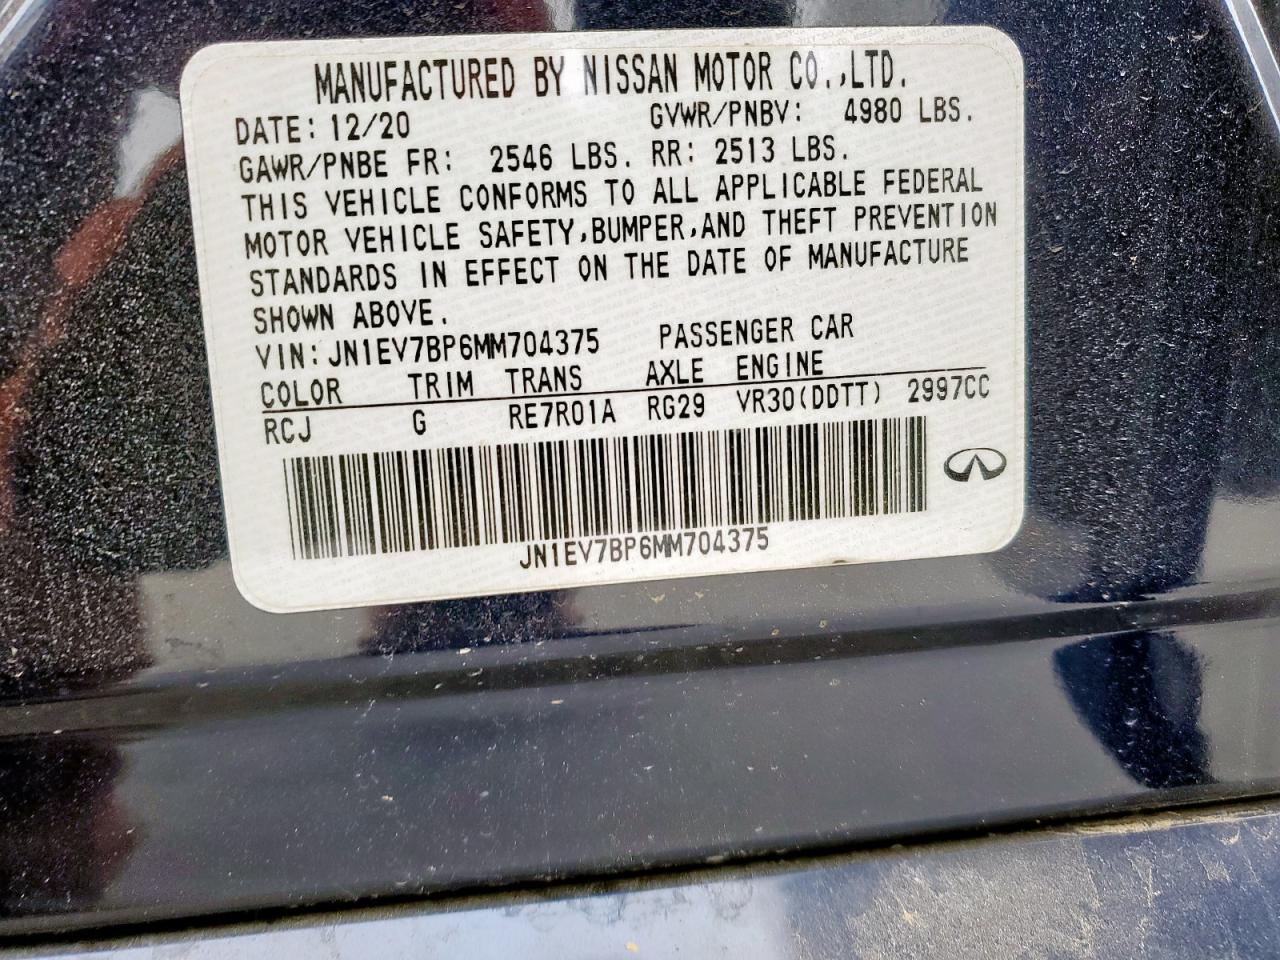 MANUFACTURED BY NISSAN MOTOR CO.,LTD.
DATE: 12/20 GVWR/PNBV: 4980 LBS.
GAWR/PNBE FR: 2546 LBS. RR: 2513 LBS.
THIS VEHICLE CONFORMS TO ALL APPLICABLE FEDERAL
MOTOR VEHICLE SAFETY,BUMPER,AND THEFT PREVENTION
STANDARDS IN EFFECT ON THE DATE OF MANUFACTURE
SHOWN ABOVE.
VIN: JN1EV7BP6MM704375 PASSENGER CAR
COLOR TRIM TRANS AXLE ENGINE
RCJ G RE7R01A RG29 VR30(DDTT) 2997CC
JN1EV7BP6MM704375